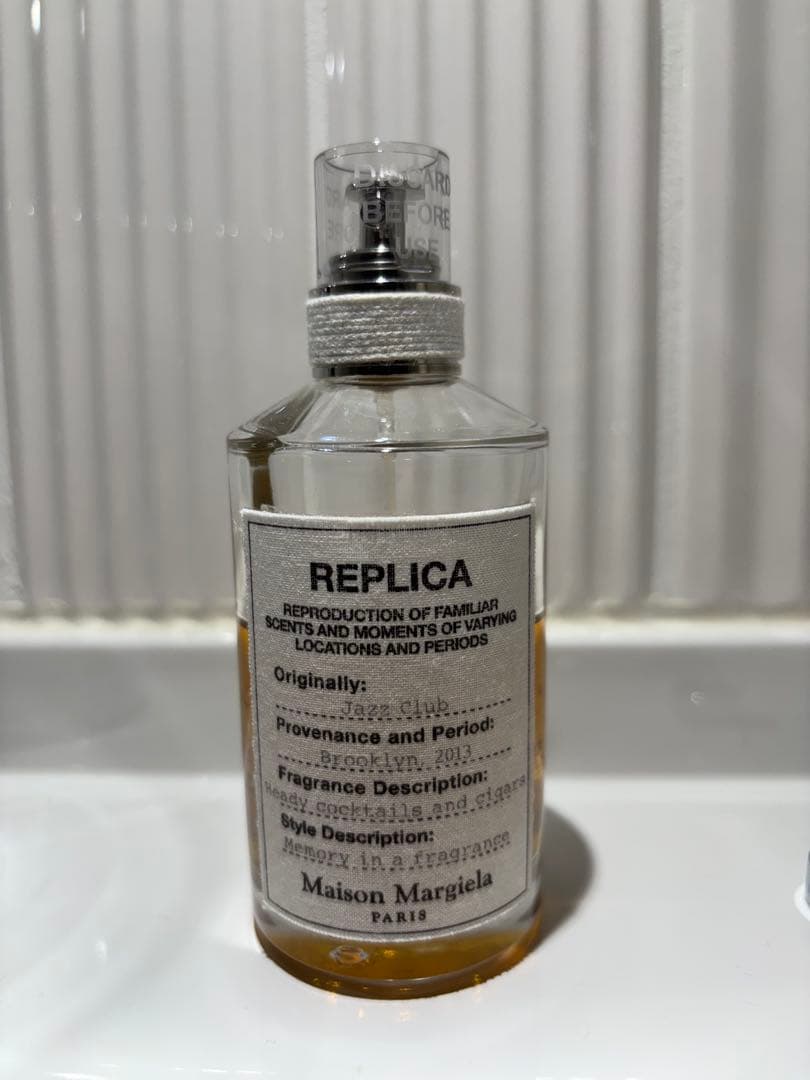 DISCARD
BEFORE
USE
REPLICA
REPRODUCTION OF FAMILIAR
SCENTS AND MOMENTS OF VARYING
LOCATIONS AND PERIODS
Originally:
Jazz Club
Provenance and Period:
Brooklyn, 2013
Fragrance Description:
Heady cocktails and cigars
Style Description:
Memory in a fragrance
Maison Margiela
PARIS